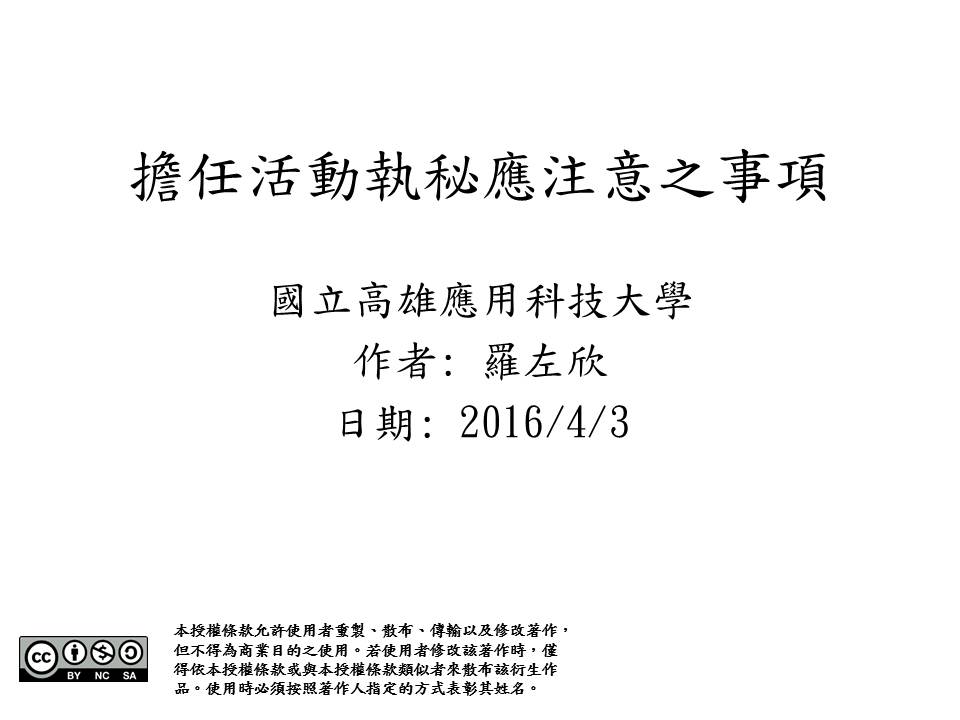 擔任活動執秘應注意之事項
國立高雄應用科技大學
作者: 羅左欣
日期: 2016/4/3
本授權條款允許使用者重製、散布、傳輸以及修改著作，
但不得為商業目的之使用。若使用者修改該著作時，僅
得依本授權條款或與本授權條款類似者來散布該衍生作
品。使用時必須按照著作人指定的方式表彰其姓名。
cc
BY NC SA